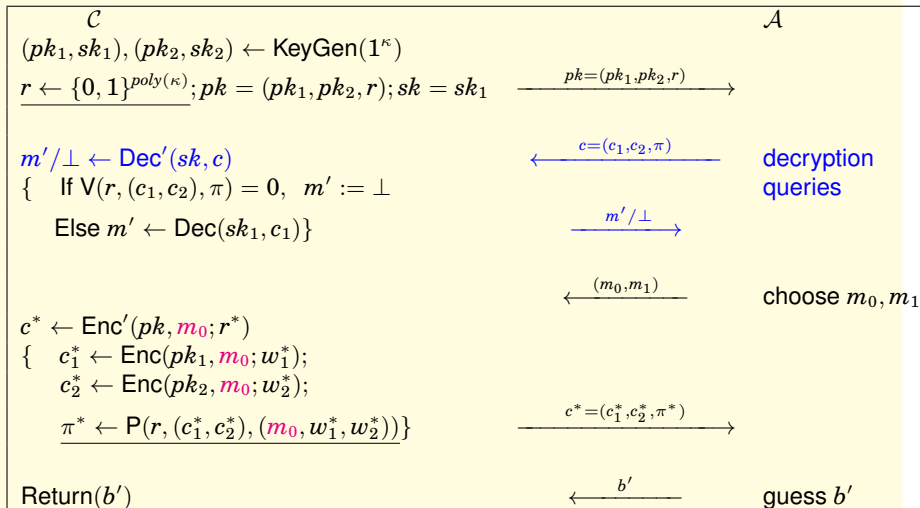 C A
(pk₁, sk₁), (pk₂, sk₂) ← KeyGen(1^κ)
r ← {0, 1}^{poly(κ)}; pk = (pk₁, pk₂, r); sk = sk₁ pk=(pk₁,pk₂,r)
m′/⊥ ← Dec′(sk, c) c=(c₁,c₂,π) decryption
{ If V(r, (c₁, c₂), π) = 0, m′ := ⊥ queries
Else m′ ← Dec(sk₁, c₁)} m′/⊥
(m₀,m₁) choose m₀, m₁
c* ← Enc′(pk, m₀; r*)
{ c₁* ← Enc(pk₁, m₀; w₁*);
c₂* ← Enc(pk₂, m₀; w₂*);
π* ← P(r, (c₁*, c₂*), (m₀, w₁*, w₂*))} c*=(c₁*,c₂*,π*)
Return(b′) b′ guess b′